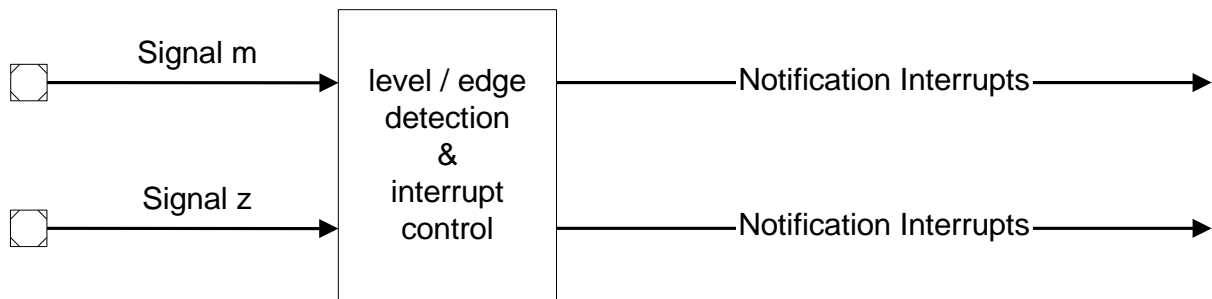 Signal m
level / edge
detection
&
interrupt
control
Notification Interrupts
Signal z
Notification Interrupts